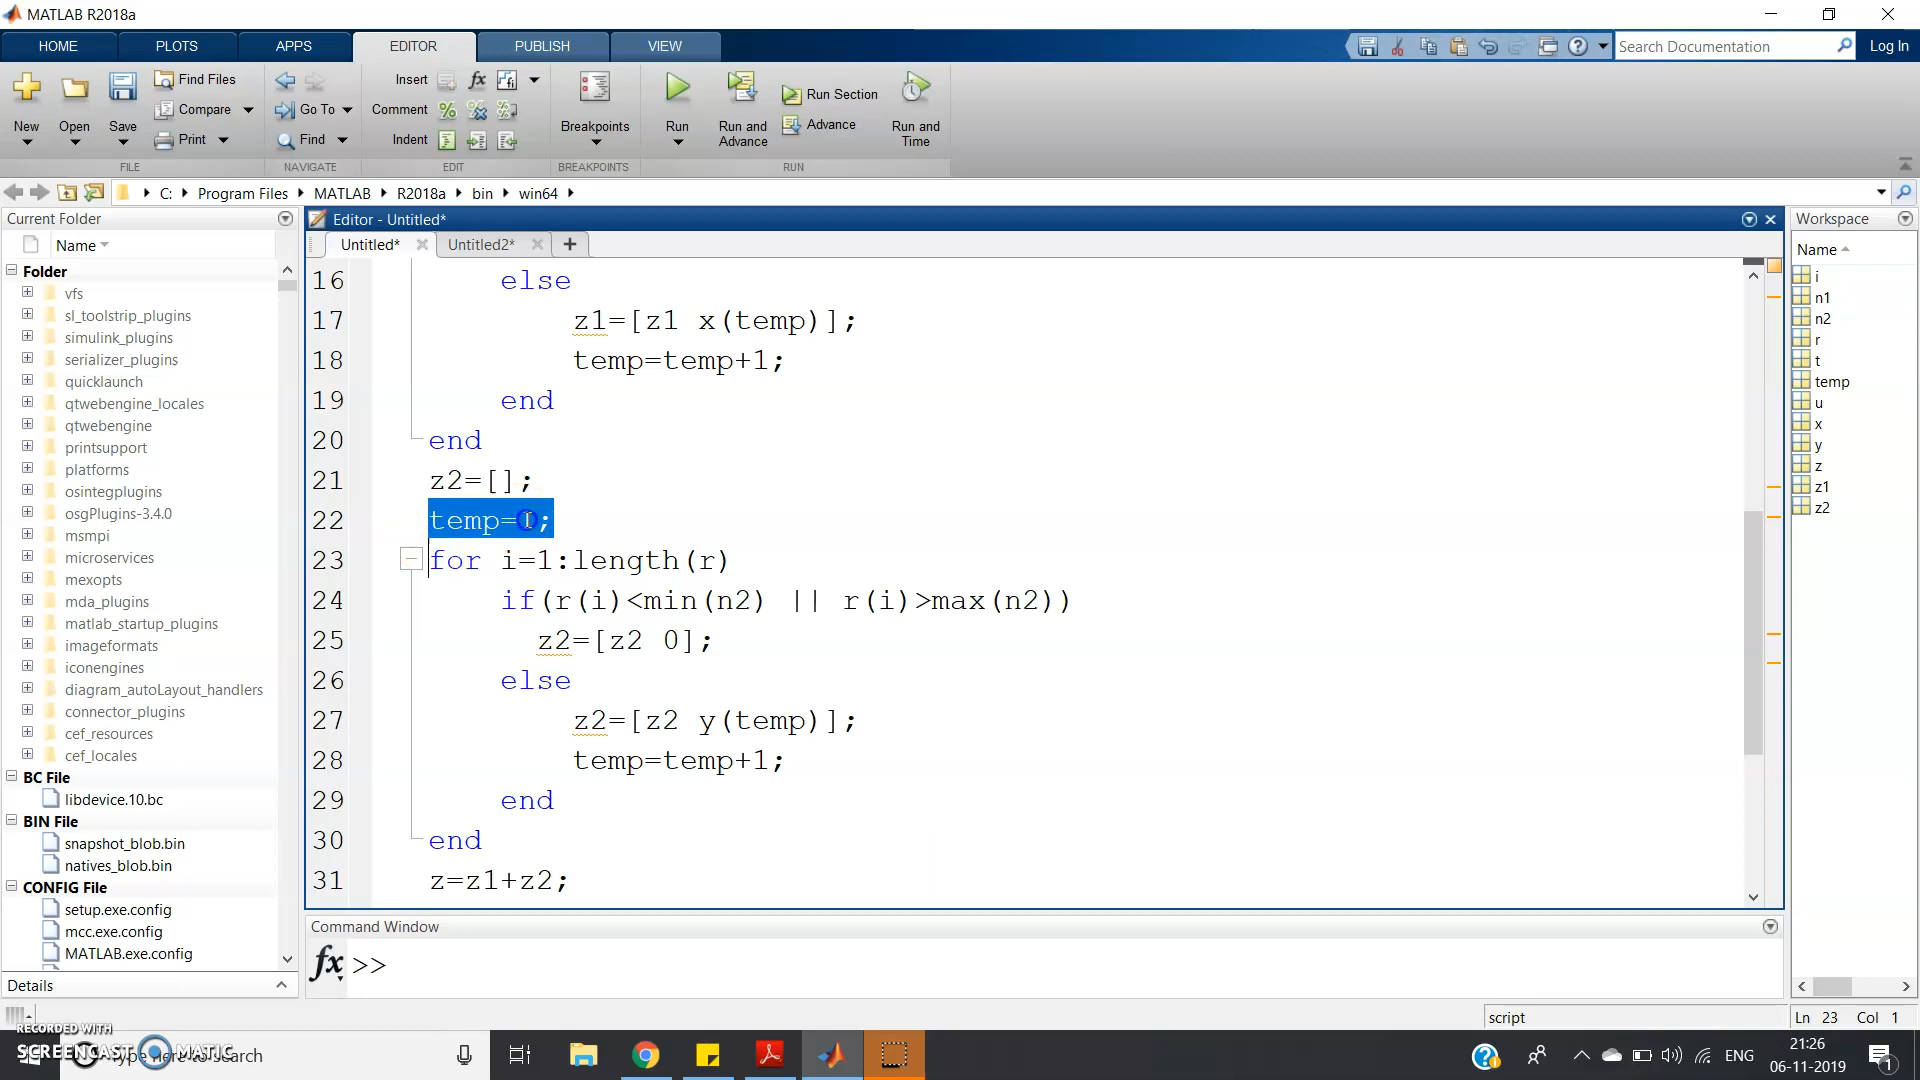 MATLAB R2018a
HOME PLOTS APPS EDITOR PUBLISH VIEW
Search Documentation
Log In
New Open Save
Find Files
Compare
Print
Go To
Find
Insert
Comment
Indent
fx
Breakpoints
Run
Run and Advance
Run Section
Advance
Run and Time
FILE NAVIGATE EDIT BREAKPOINTS RUN
C: Program Files MATLAB R2018a bin win64
Current Folder
Name
Folder
vfs
sl_toolstrip_plugins
simulink_plugins
serializer_plugins
quicklaunch
qtwebengine_locales
qtwebengine
printsupport
platforms
osintegplugins
osgPlugins-3.4.0
msmpi
microservices
mexopts
mda_plugins
matlab_startup_plugins
imageformats
iconengines
diagram_autoLayout_handlers
connector_plugins
cef_resources
cef_locales
BC File
libdevice.10.bc
BIN File
snapshot_blob.bin
natives_blob.bin
CONFIG File
setup.exe.config
mcc.exe.config
MATLAB.exe.config
Details
Editor - Untitled*
Untitled* Untitled2*
16 else
17 z1=[z1 x(temp)];
18 temp=temp+1;
19 end
20 end
21 z2=[];
22 temp= ;
23 for i=1:length(r)
24 if(r(i)<min(n2) || r(i)>max(n2))
25 z2=[z2 0];
26 else
27 z2=[z2 y(temp)];
28 temp=temp+1;
29 end
30 end
31 z=z1+z2;
Command Window
fx >>
Workspace
Name
i
n1
n2
r
t
temp
u
x
y
z
z1
z2
script
Ln 23 Col 1
RECORDED WITH
SCREENCAST MATIC
Type here to search
ENG
21:26
06-11-2019
1